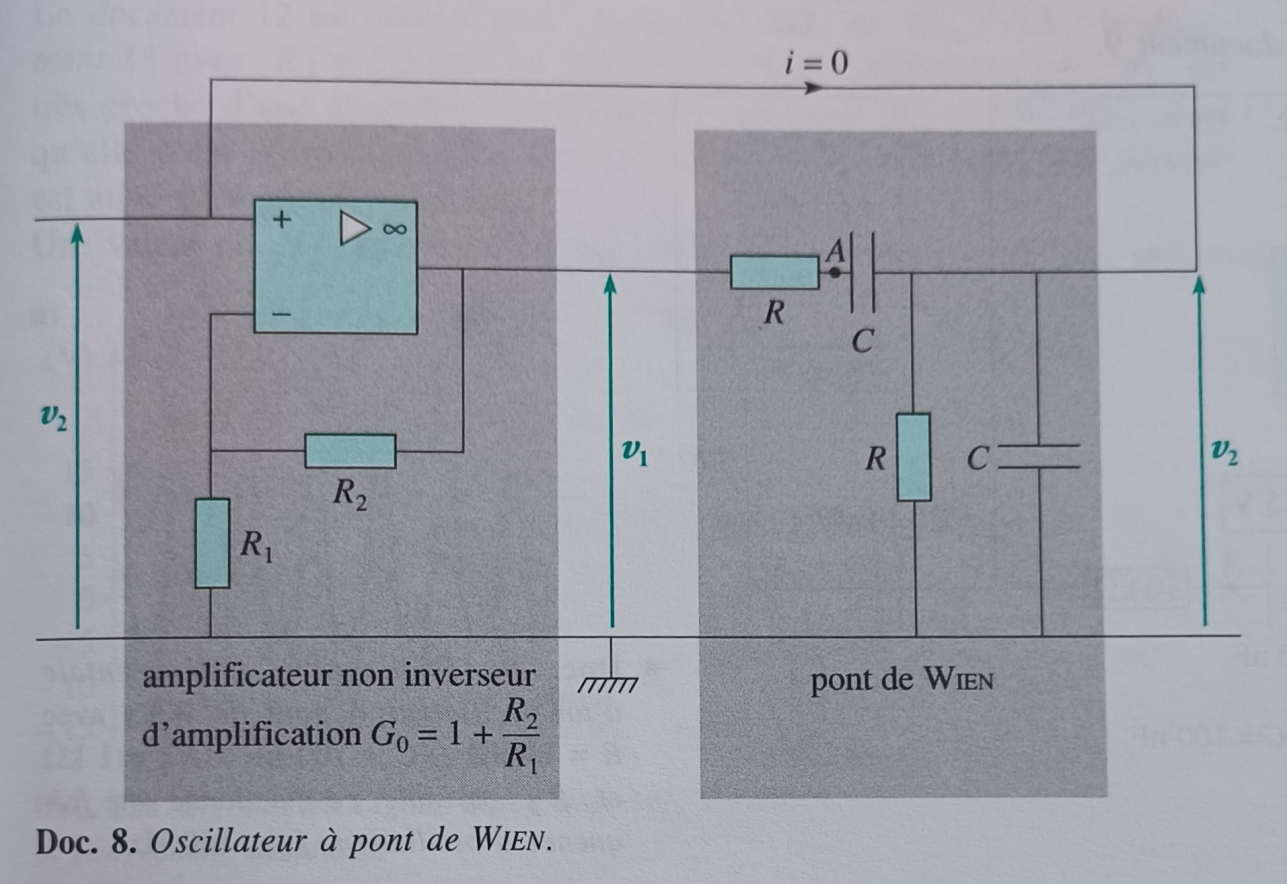 i = 0
+ ▷ ∞
−
A
R
C
v₂
R₂
R₁
v₁
R
C
v₂
amplificateur non inverseur
d'amplification G₀ = 1 + R₂/R₁
pont de WIEN
Doc. 8. Oscillateur à pont de WIEN.